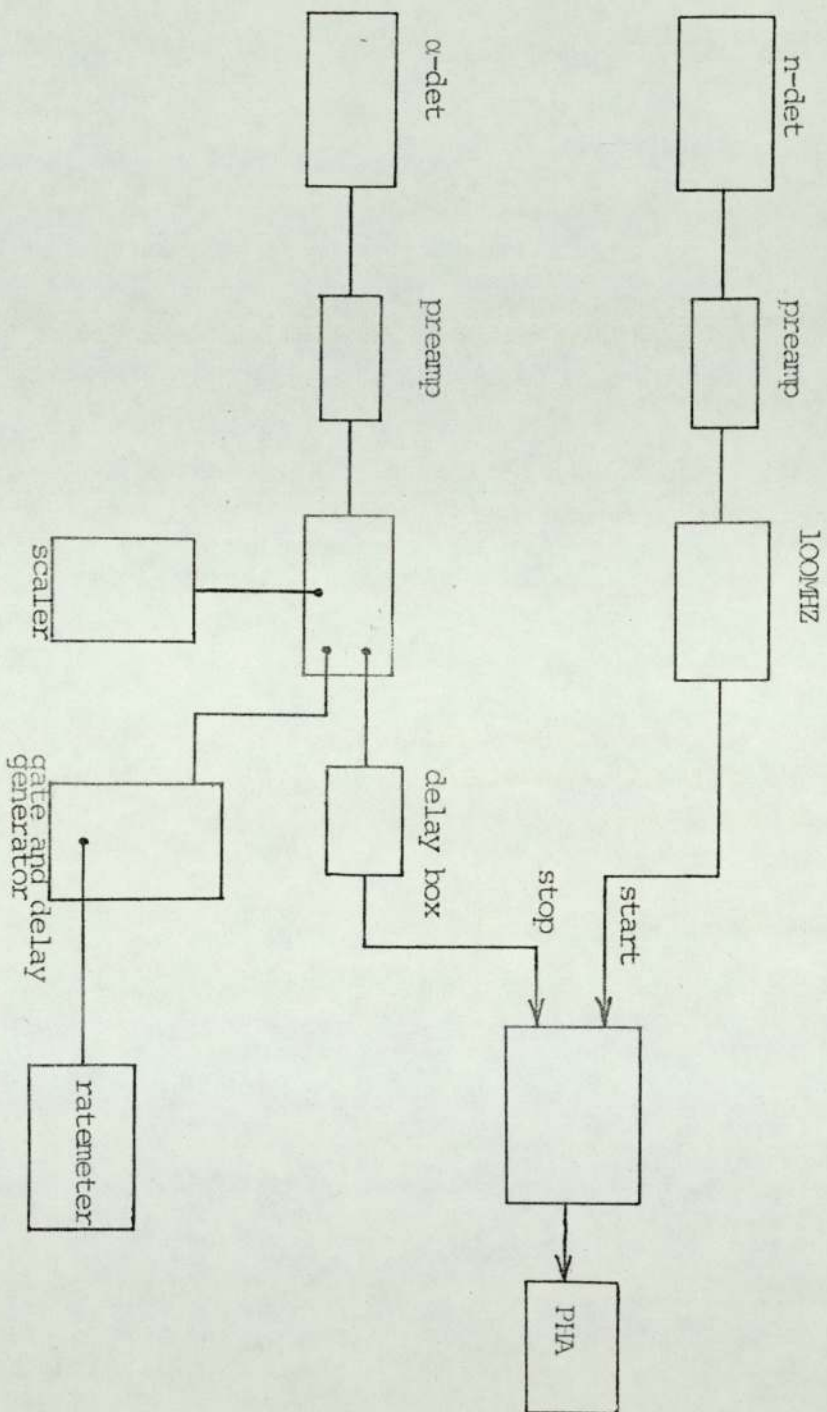 n-det
preamp
100MHZ
start
stop
PHA
α-det
preamp
delay box
scaler
gate and delay
generator
ratemeter